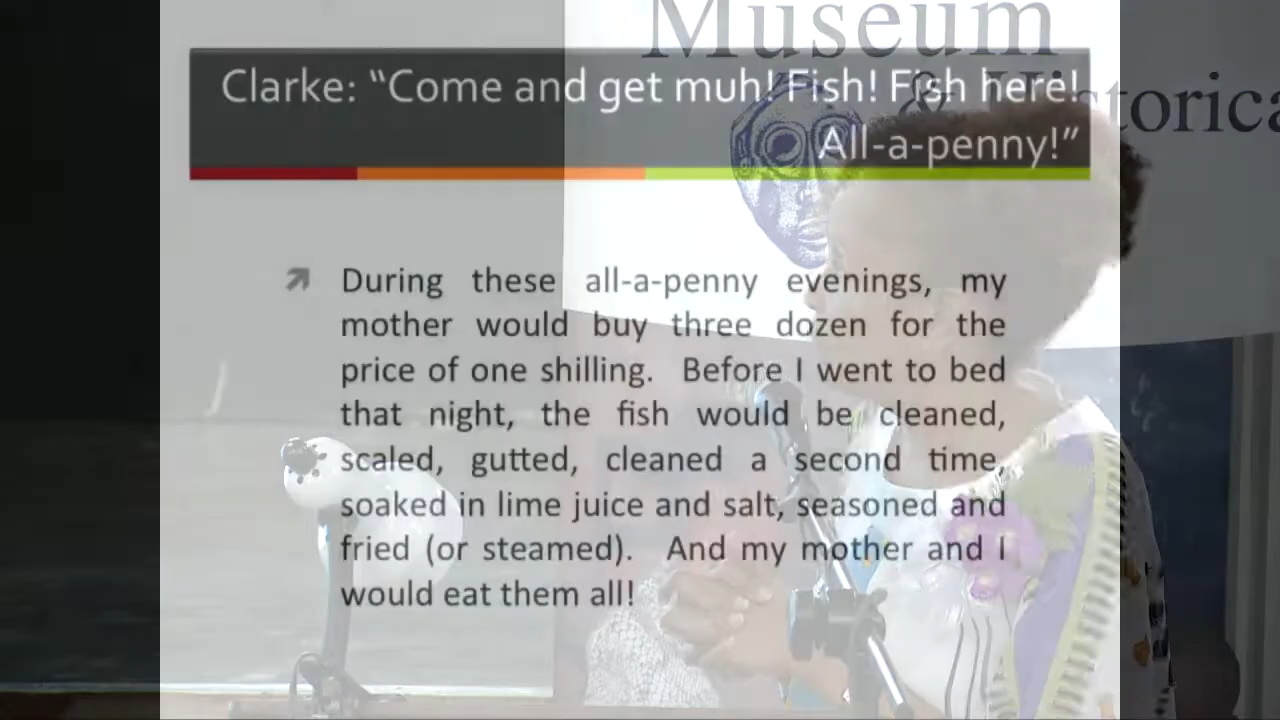 Museum
& Historica
Clarke: “Come and get muh! Fish! Fish here!
All-a-penny!”
During these all-a-penny evenings, my
mother would buy three dozen for the
price of one shilling. Before I went to bed
that night, the fish would be cleaned,
scaled, gutted, cleaned a second time,
soaked in lime juice and salt, seasoned and
fried (or steamed). And my mother and I
would eat them all!